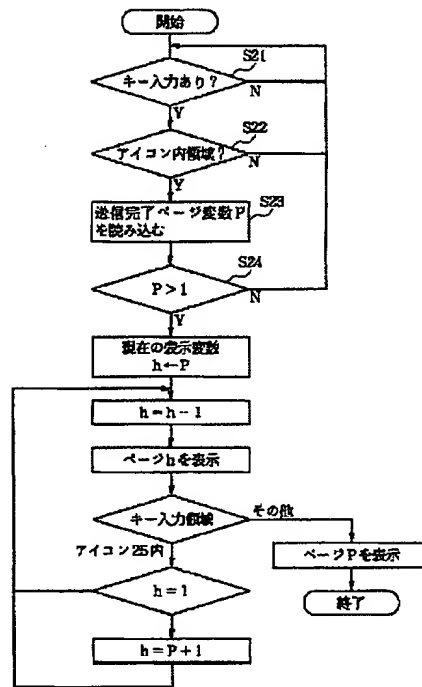 開始
S21
キー入力あり?
N
Y
S22
アイコン内領域?
N
Y
S23
送信完了ページ変数P
を読み込む
S24
P>1
N
Y
現在の表示変数
h←P
h=h-1
ページhを表示
キー入力領域
その他
アイコン25内
ページPを表示
h=1
終了
h=P+1